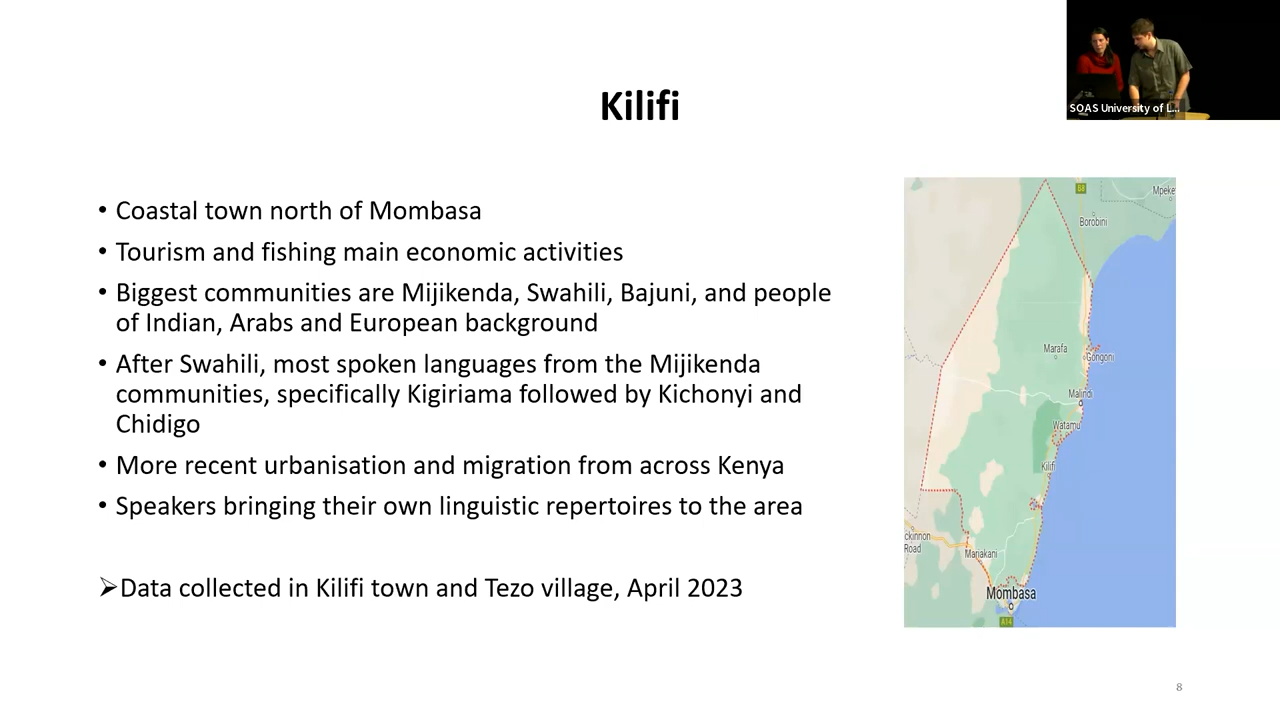 SOAS University of L...
Kilifi
• Coastal town north of Mombasa
• Tourism and fishing main economic activities
• Biggest communities are Mijikenda, Swahili, Bajuni, and people
of Indian, Arabs and European background
• After Swahili, most spoken languages from the Mijikenda
communities, specifically Kigiriama followed by Kichonyi and
Chidigo
• More recent urbanisation and migration from across Kenya
• Speakers bringing their own linguistic repertoires to the area
➢Data collected in Kilifi town and Tezo village, April 2023
B8
Mpeke
Borobini
Marafa
Gongoni
Malindi
Watamu
Kilifi
ckinnon
Road
Mariakani
Mombasa
A14
8